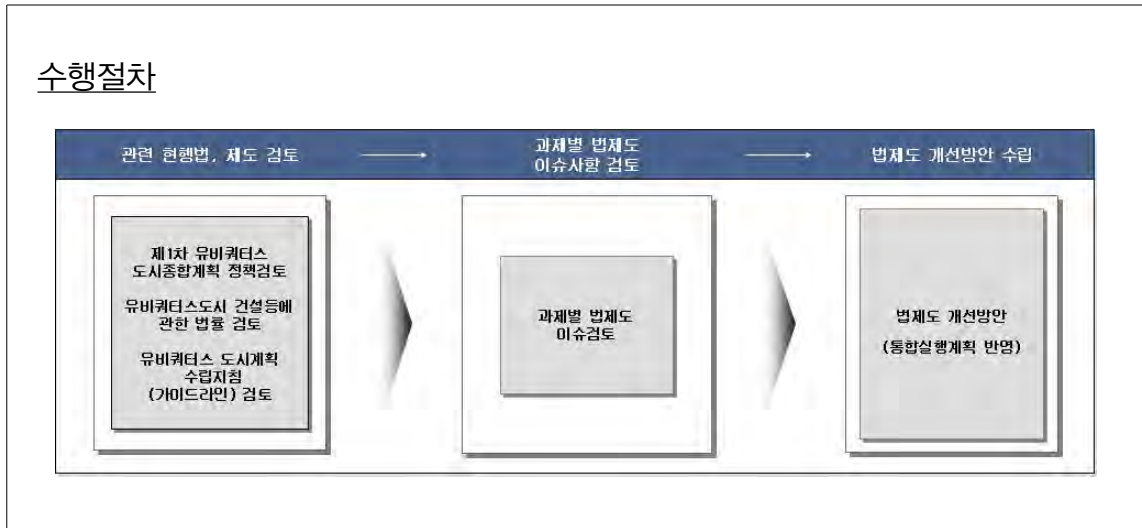 수행절차
관련 현행법, 제도 검토
과제별 법제도
이슈사항 검토
법제도 개선방안 수립
제1차 유비쿼터스
도시종합계획 정책검토
유비쿼터스도시 건설등에
관한 법률 검토
유비쿼터스 도시계획
수립지침
(가이드라인) 검토
과제별 법제도
이슈검토
법제도 개선방안
(통합실행계획 반영)